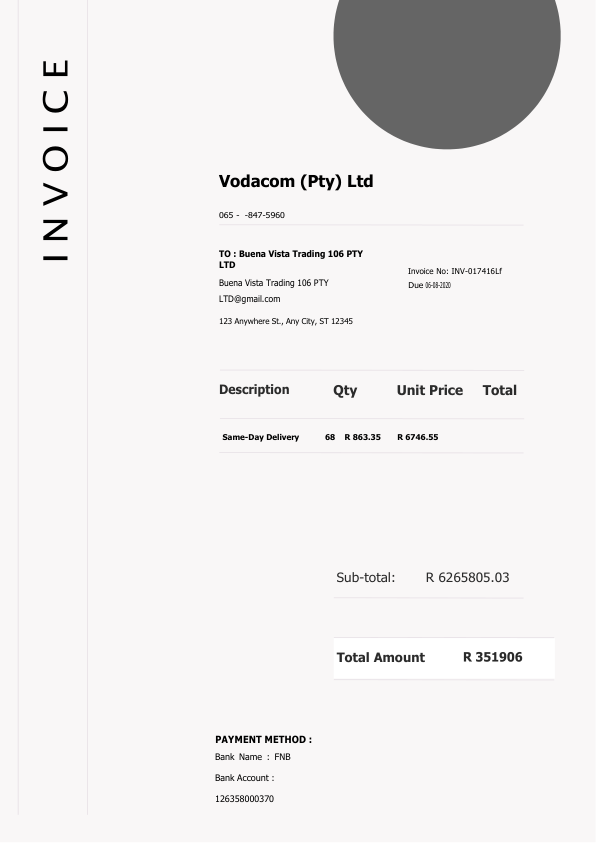 INVOICE
Vodacom (Pty) Ltd
065 - -847-5960
TO : Buena Vista Trading 106 PTY
LTD
Buena Vista Trading 106 PTY
LTD@gmail.com
123 Anywhere St., Any City, ST 12345
Invoice No: INV-017416Lf
Due 06-08-2020
Description Qty Unit Price Total
Same-Day Delivery 68 R 863.35 R 6746.55
Sub-total: R 6265805.03
Total Amount R 351906
PAYMENT METHOD :
Bank Name : FNB
Bank Account :
126358000370